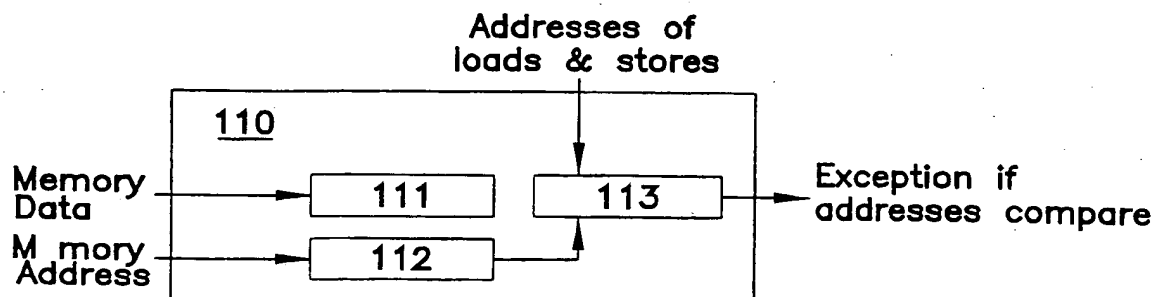 Addresses of
loads & stores
110
Memory
Data
111
113
Exception if
addresses compare
M mory
Address
112